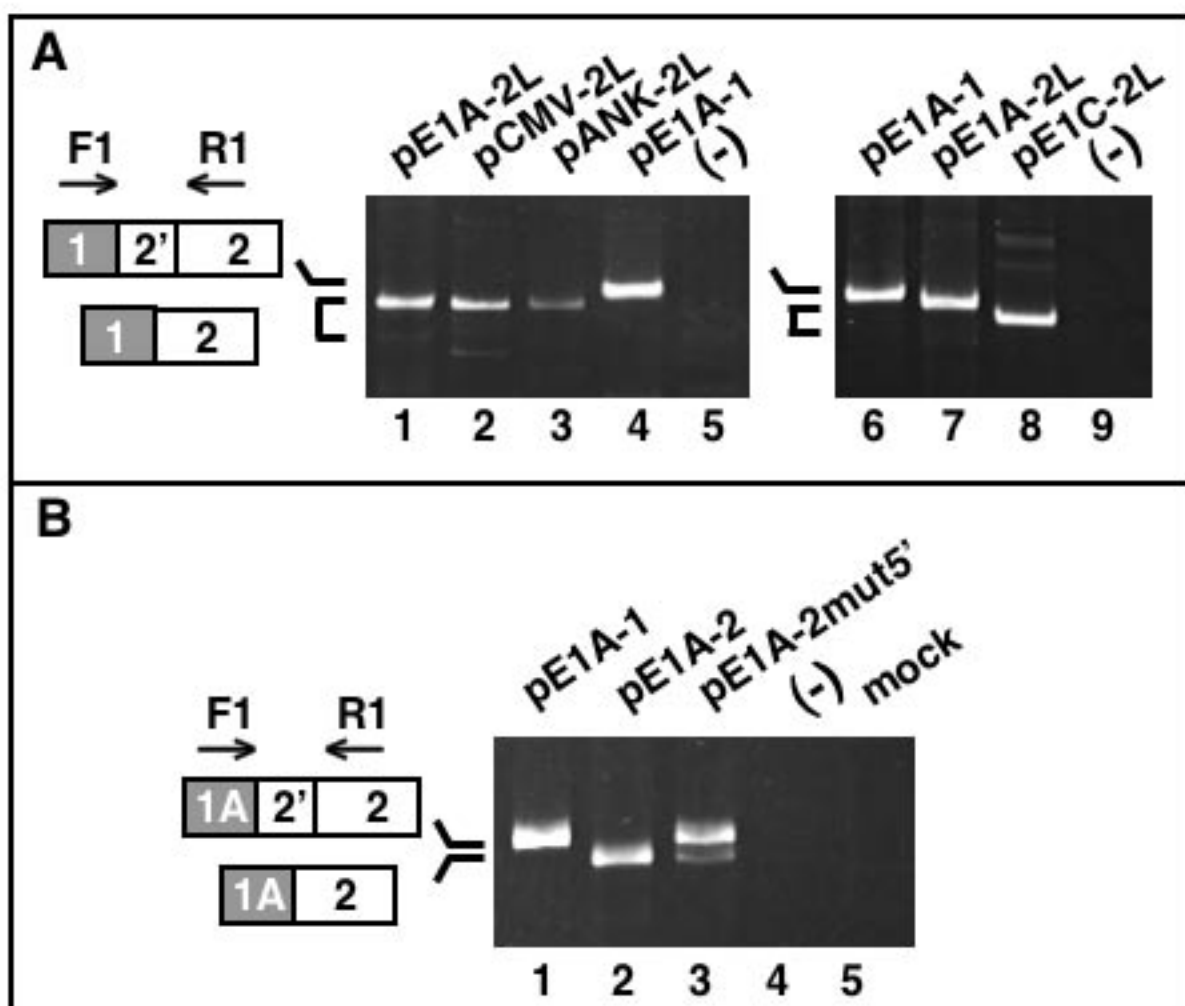 A
pE1A-2L pCMV-2L pANK-2L pE1A-1 (-)
pE1A-1 pE1A-2L pE1C-2L (-)
F1 R1
1 2' 2
1 2
1 2 3 4 5
6 7 8 9
B
pE1A-1 pE1A-2 pE1A-2mut5' (-) mock
F1 R1
1A 2' 2
1A 2
1 2 3 4 5